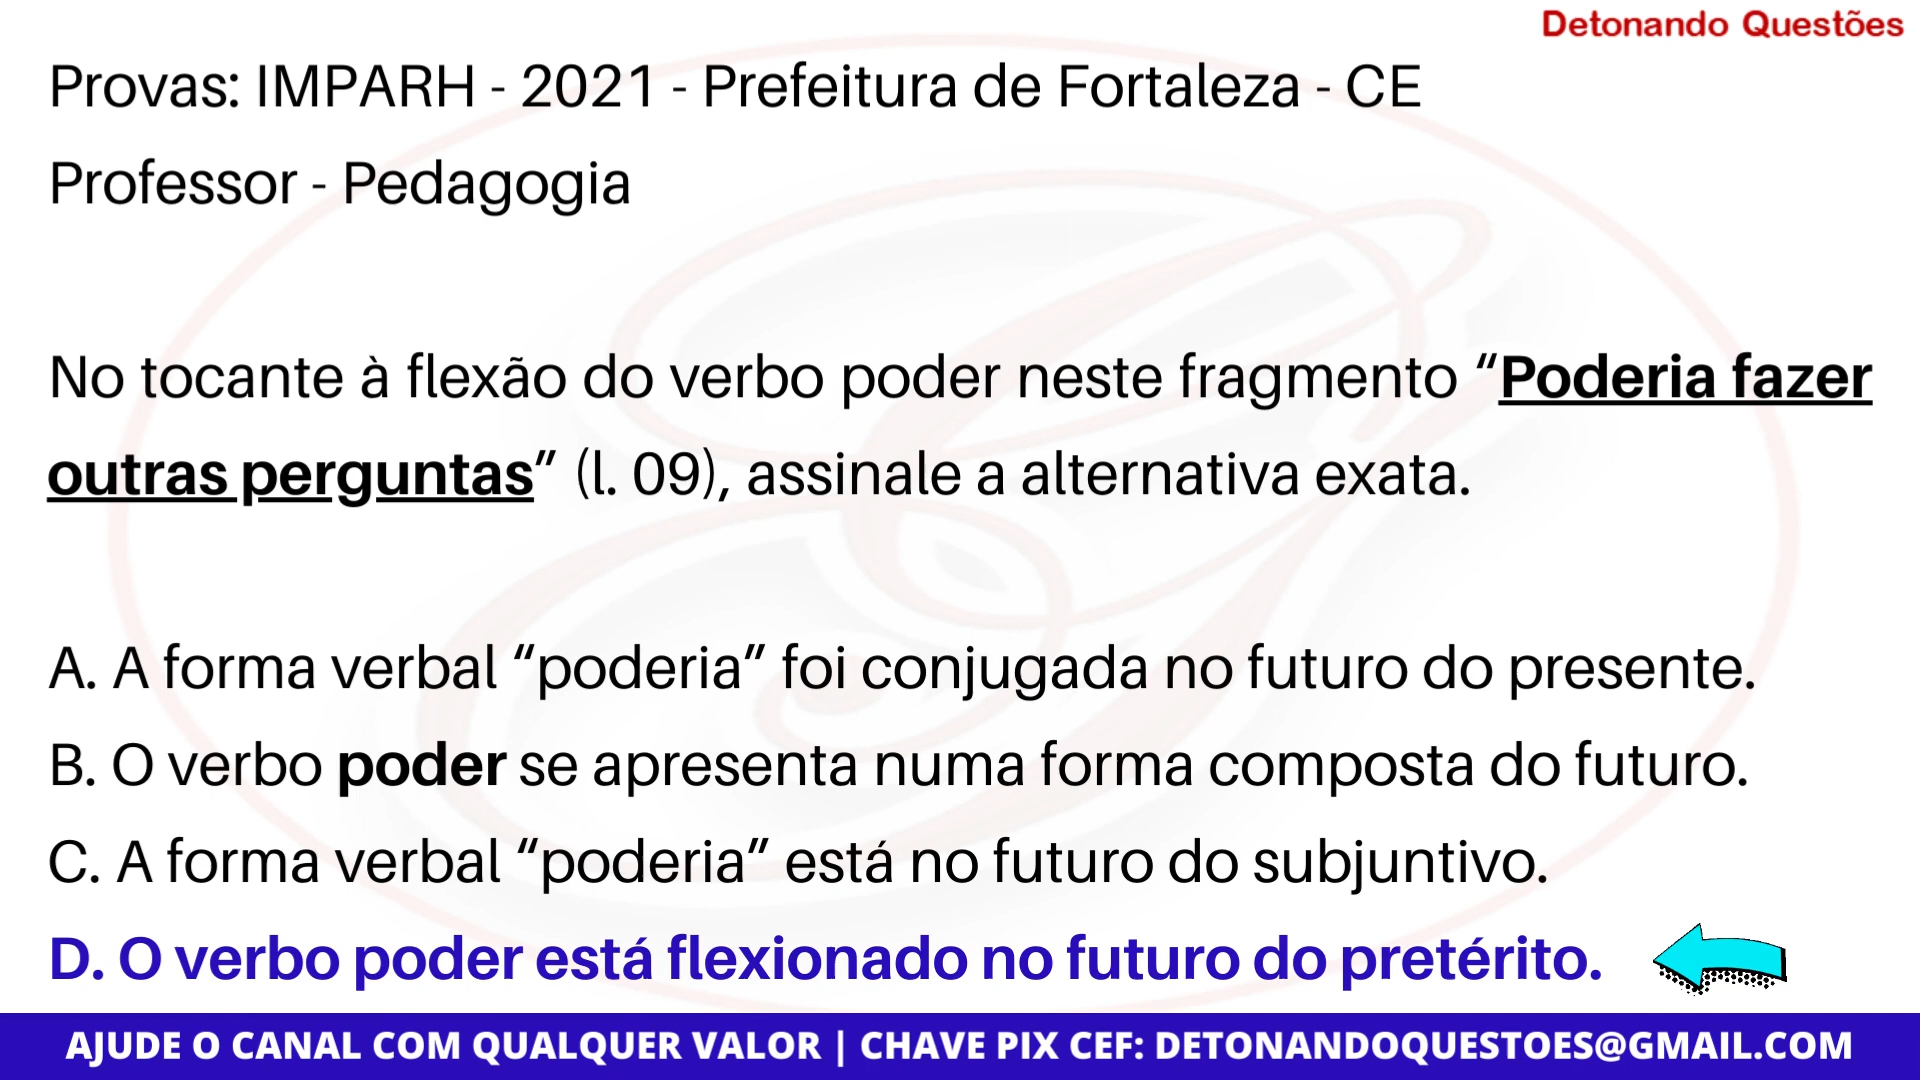 Detonando Questões
Provas: IMPARH - 2021 - Prefeitura de Fortaleza - CE
Professor - Pedagogia
No tocante à flexão do verbo poder neste fragmento “Poderia fazer
outras perguntas” (l. 09), assinale a alternativa exata.
A. A forma verbal “poderia” foi conjugada no futuro do presente.
B. O verbo poder se apresenta numa forma composta do futuro.
C. A forma verbal “poderia” está no futuro do subjuntivo.
D. O verbo poder está flexionado no futuro do pretérito.
AJUDE O CANAL COM QUALQUER VALOR | CHAVE PIX CEF: DETONANDOQUESTOES@GMAIL.COM